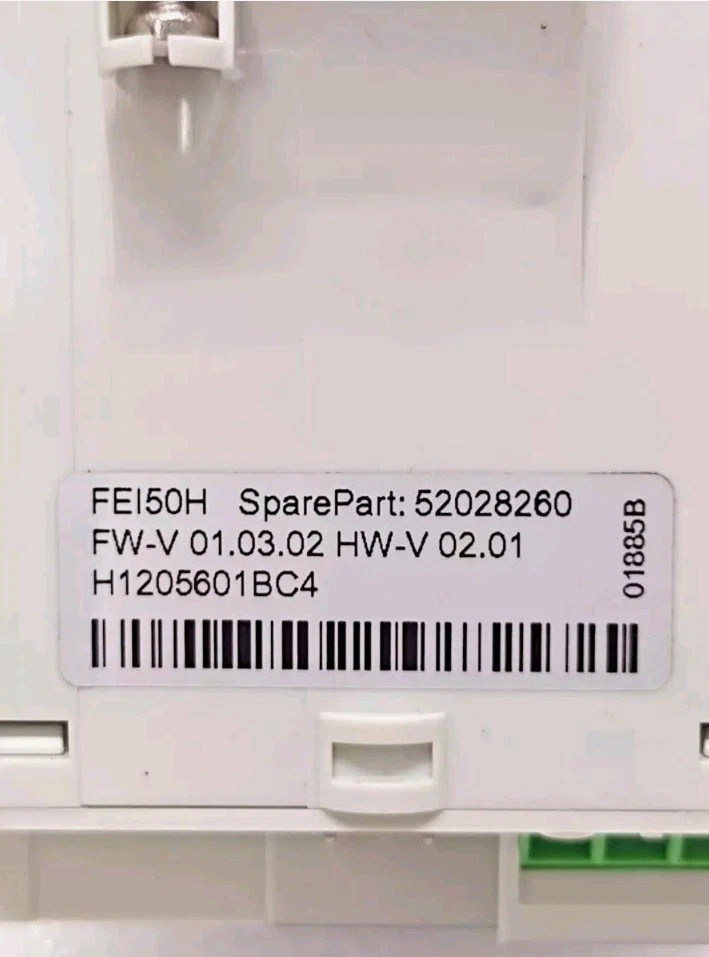 FEI50H SparePart: 52028260
FW-V 01.03.02 HW-V 02.01
H1205601BC4
01885B